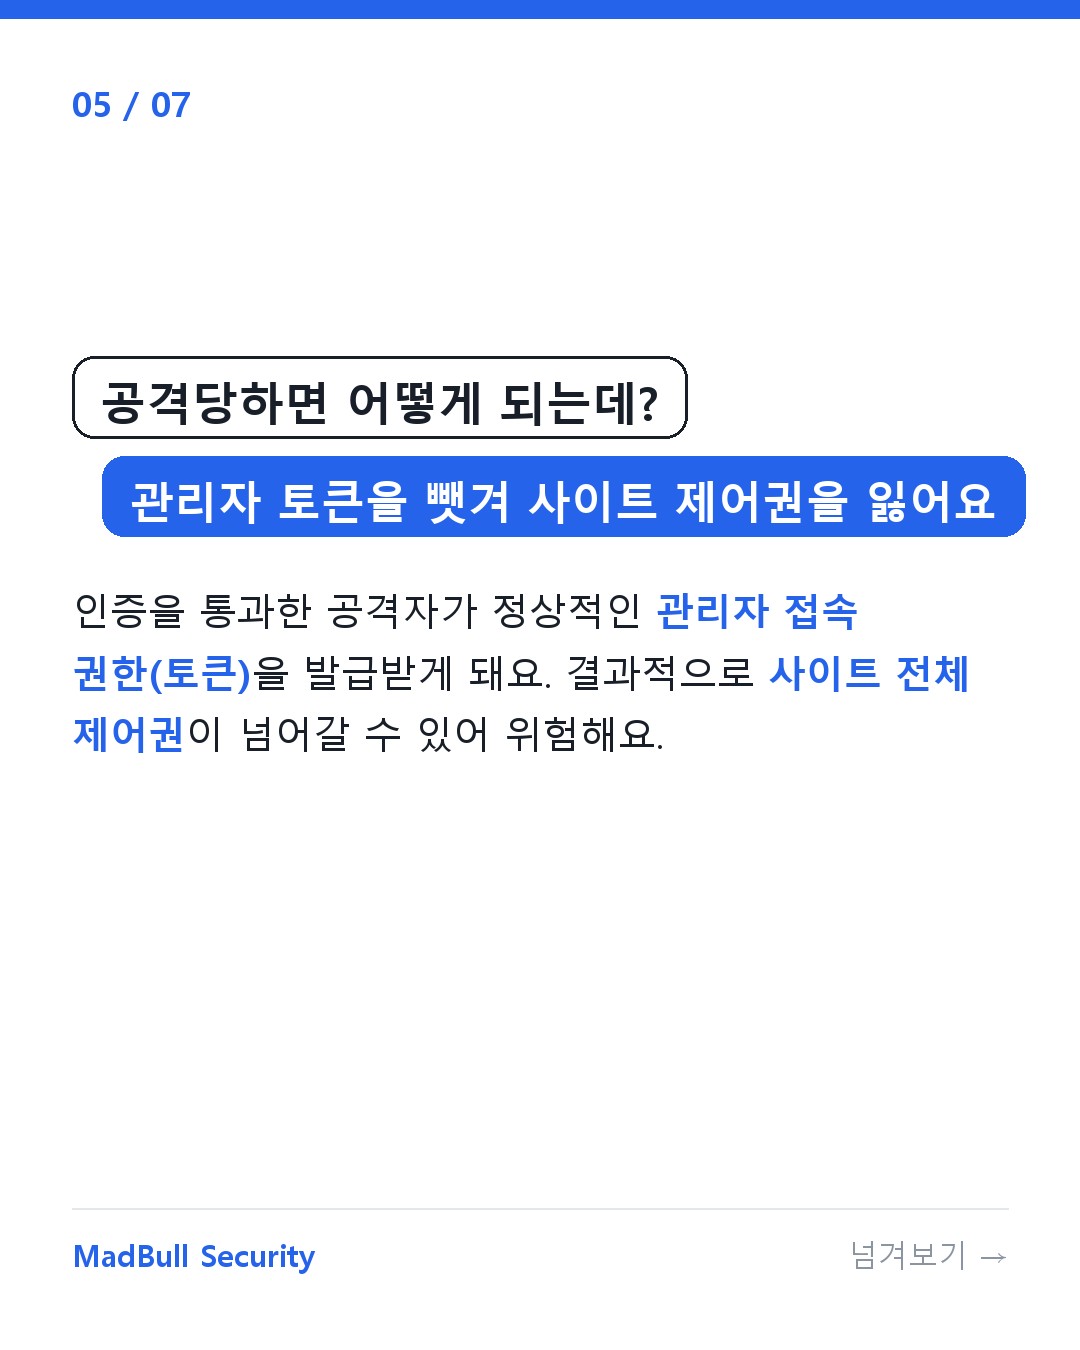 05 / 07
공격당하면 어떻게 되는데?
관리자 토큰을 뺏겨 사이트 제어권을 잃어요
인증을 통과한 공격자가 정상적인 관리자 접속
권한(토큰)을 발급받게 돼요. 결과적으로 사이트 전체
제어권이 넘어갈 수 있어 위험해요.
MadBull Security
넘겨보기 →